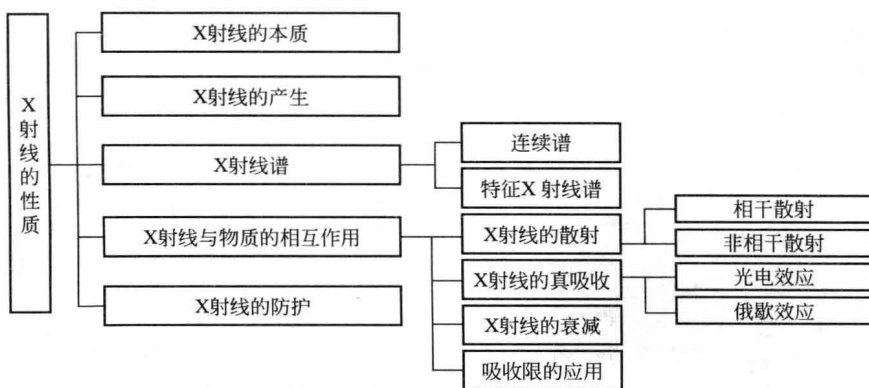 X射线的性质
X射线的本质
X射线的产生
X射线谱
连续谱
特征X 射线谱
X射线与物质的相互作用
X射线的散射
相干散射
非相干散射
X射线的真吸收
光电效应
俄歇效应
X射线的衰减
吸收限的应用
X射线的防护